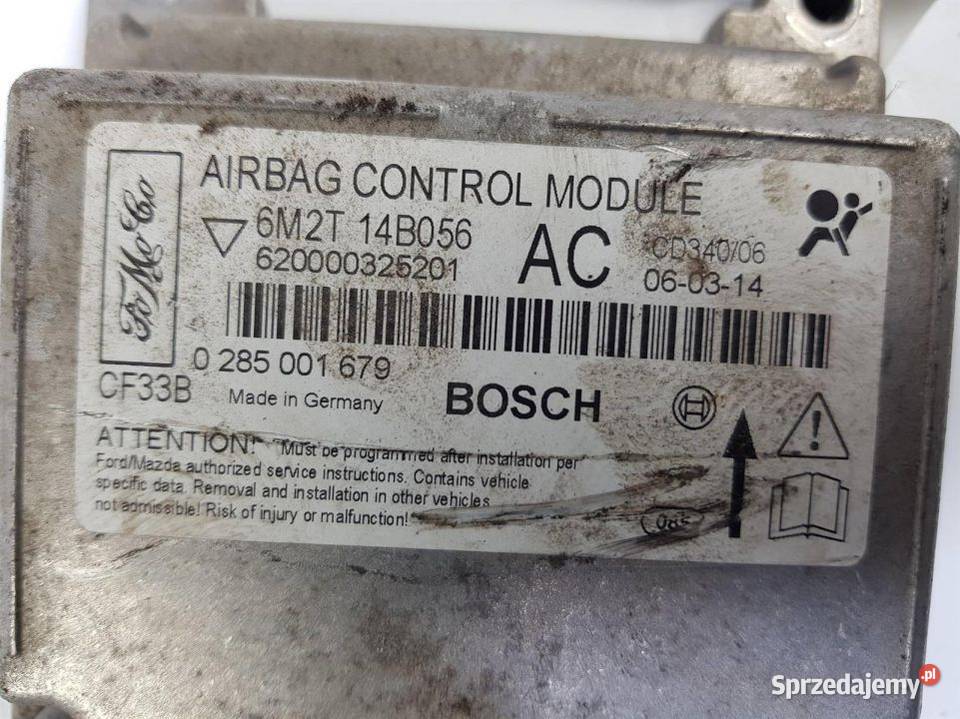 AIRBAG CONTROL MODULE
6M2T 14B056
620000325201
AC
CD340/06
06-03-14
FoMoCo
0 285 001 679
CF33B
Made in Germany
BOSCH
ATTENTION! Must be programmed after installation per
Ford/Mazda authorized service instructions. Contains vehicle
specific data. Removal and installation in other vehicles
not admissible! Risk of injury or malfunction!
Sprzedajemy.pl